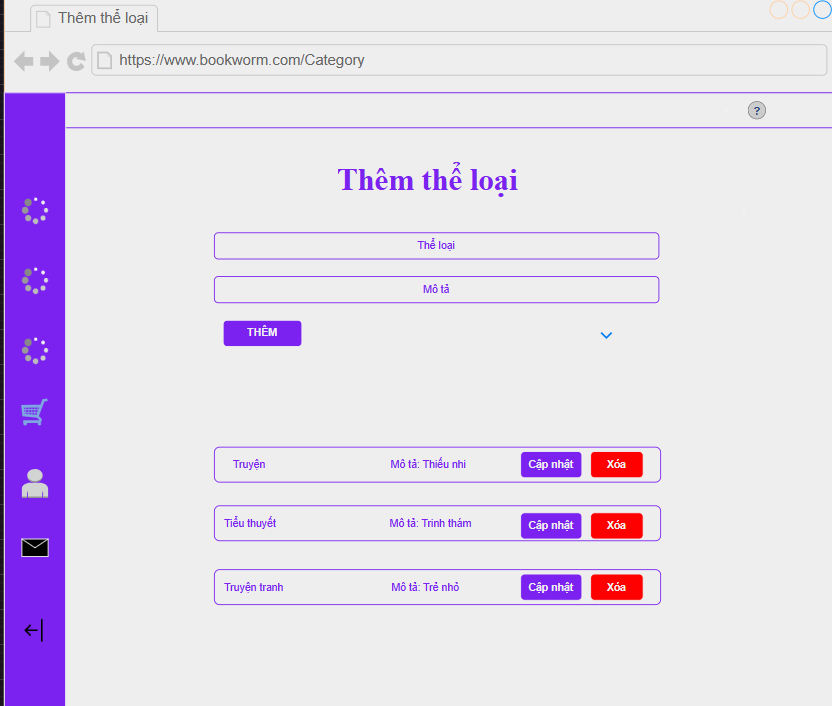 Thêm thể loại
https://www.bookworm.com/Category
?
Thêm thể loại
Thể loại
Mô tả
THÊM
Truyện Mô tả: Thiếu nhi Cập nhật Xóa
Tiểu thuyết Mô tả: Trinh thám Cập nhật Xóa
Truyện tranh Mô tả: Trẻ nhỏ Cập nhật Xóa